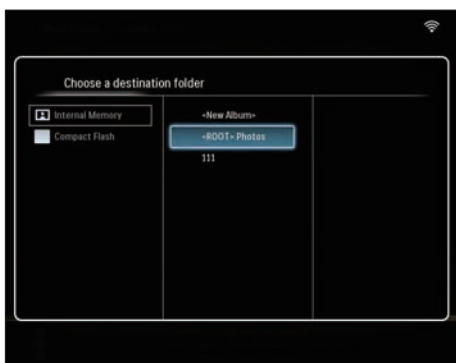 Choose a destination folder
Internal Memory
Compact Flash
<New Album>
<ROOT> Photos
111